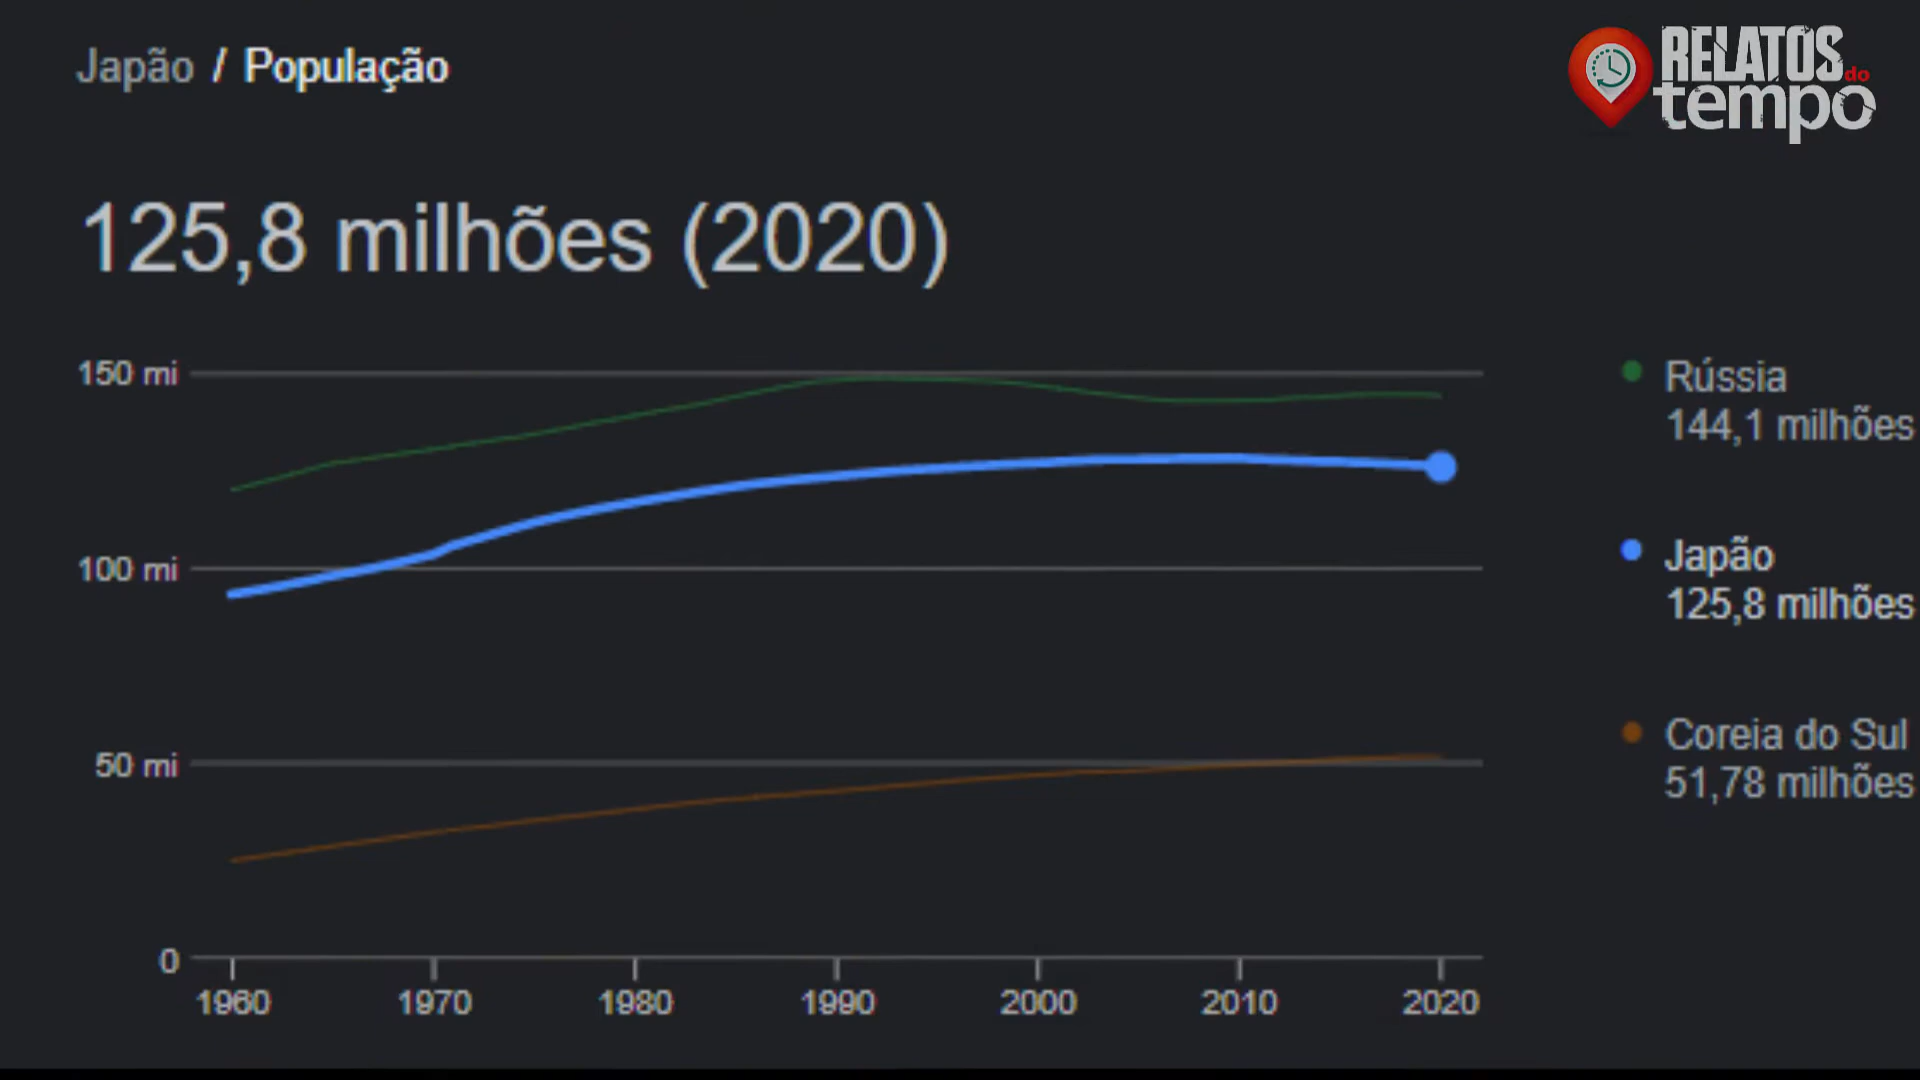 Japão / População
RELATOS do
tempo
125,8 milhões (2020)
150 mi
100 mi
50 mi
0
1960 1970 1980 1990 2000 2010 2020
Rússia
144,1 milhões
Japão
125,8 milhões
Coreia do Sul
51,78 milhões